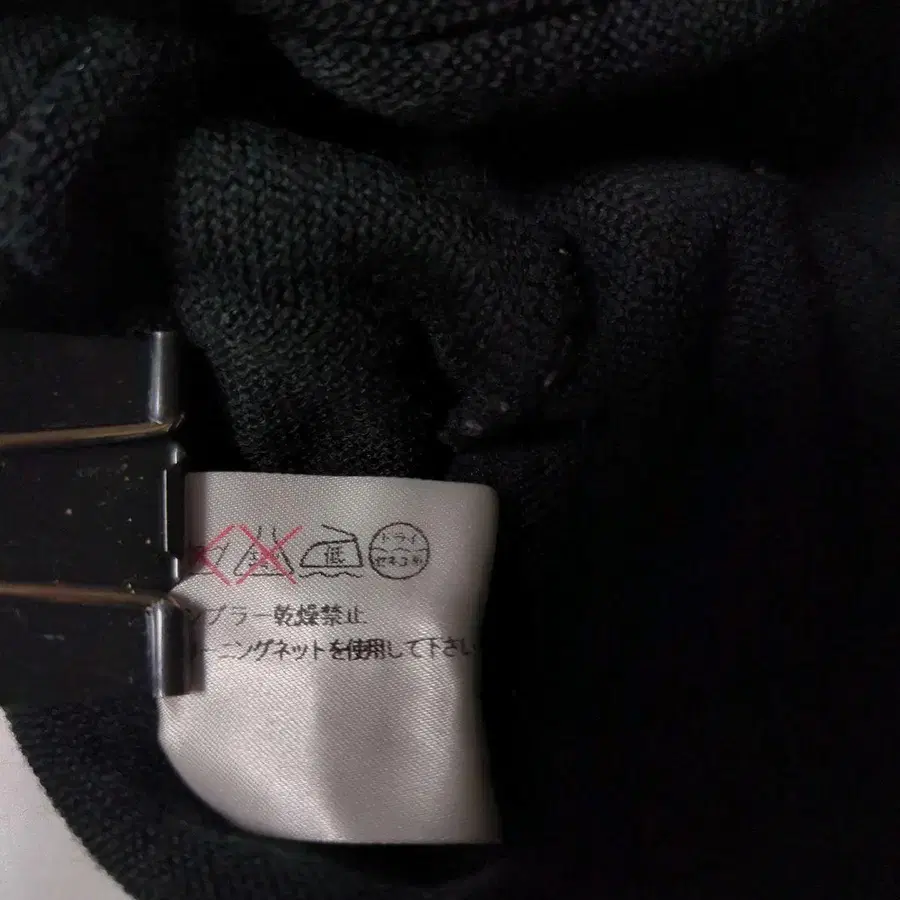 低 ドライ セキユ系
ンブラー乾燥禁止
ーニングネットを使用して下さい